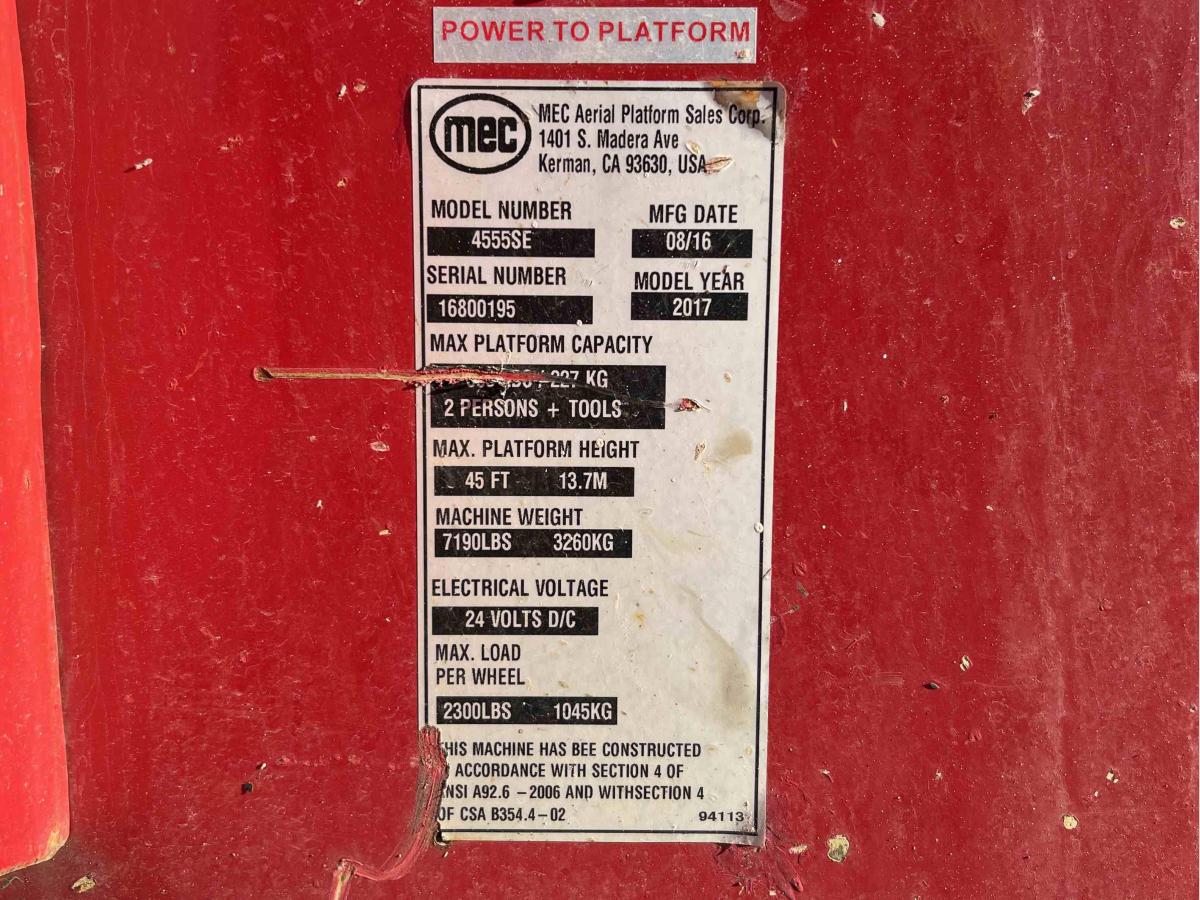 POWER TO PLATFORM
mec
MEC Aerial Platform Sales Corp.
1401 S. Madera Ave
Kerman, CA 93630, USA
MODEL NUMBER
4555SE
MFG DATE
08/16
SERIAL NUMBER
16800195
MODEL YEAR
2017
MAX PLATFORM CAPACITY
/ 227 KG
2 PERSONS + TOOLS
MAX. PLATFORM HEIGHT
45 FT 13.7M
MACHINE WEIGHT
7190LBS 3260KG
ELECTRICAL VOLTAGE
24 VOLTS D/C
MAX. LOAD
PER WHEEL
2300LBS 1045KG
HIS MACHINE HAS BEE CONSTRUCTED
ACCORDANCE WITH SECTION 4 OF
NSI A92.6 – 2006 AND WITHSECTION 4
OF CSA B354.4 – 02
94113